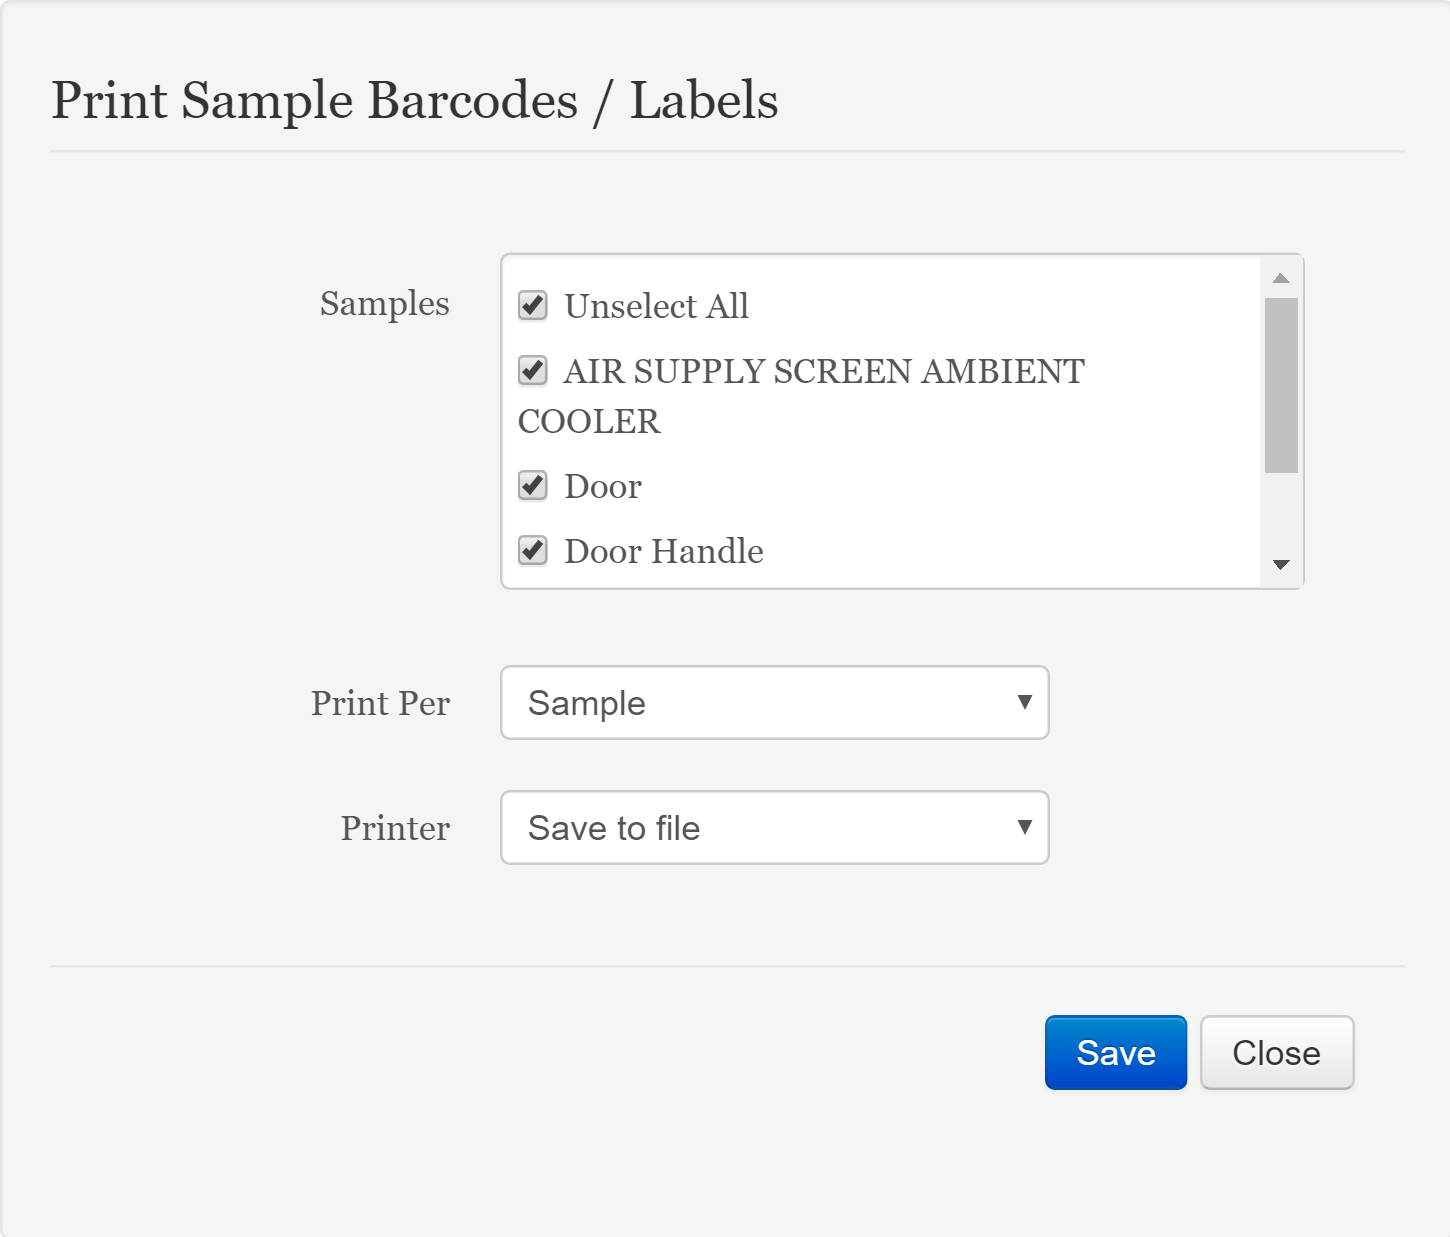 Print Sample Barcodes / Labels
Samples
Unselect All
AIR SUPPLY SCREEN AMBIENT
COOLER
Door
Door Handle
Print Per
Sample
Printer
Save to file
Save
Close